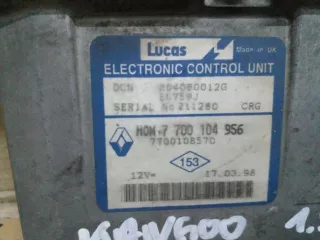 Lucas
Made in UK
ELECTRONIC CONTROL UNIT
DCN
SERIAL No 211280 CRG
HOM 7 700 104 956
7700108570
153
12V= 17.03.98